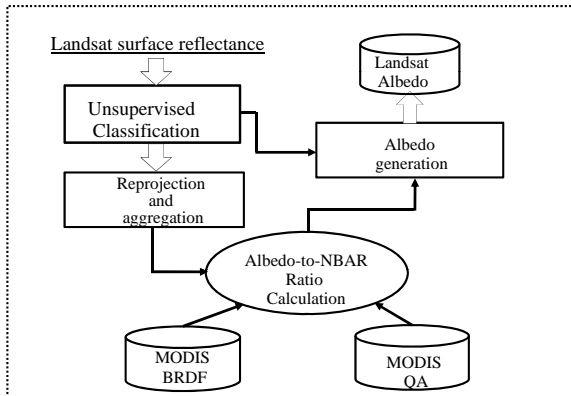 Landsat surface reflectance
Landsat
Albedo
Unsupervised
Classification
Albedo
generation
Reprojection
and
aggregation
Albedo-to-NBAR
Ratio
Calculation
MODIS
BRDF
MODIS
QA